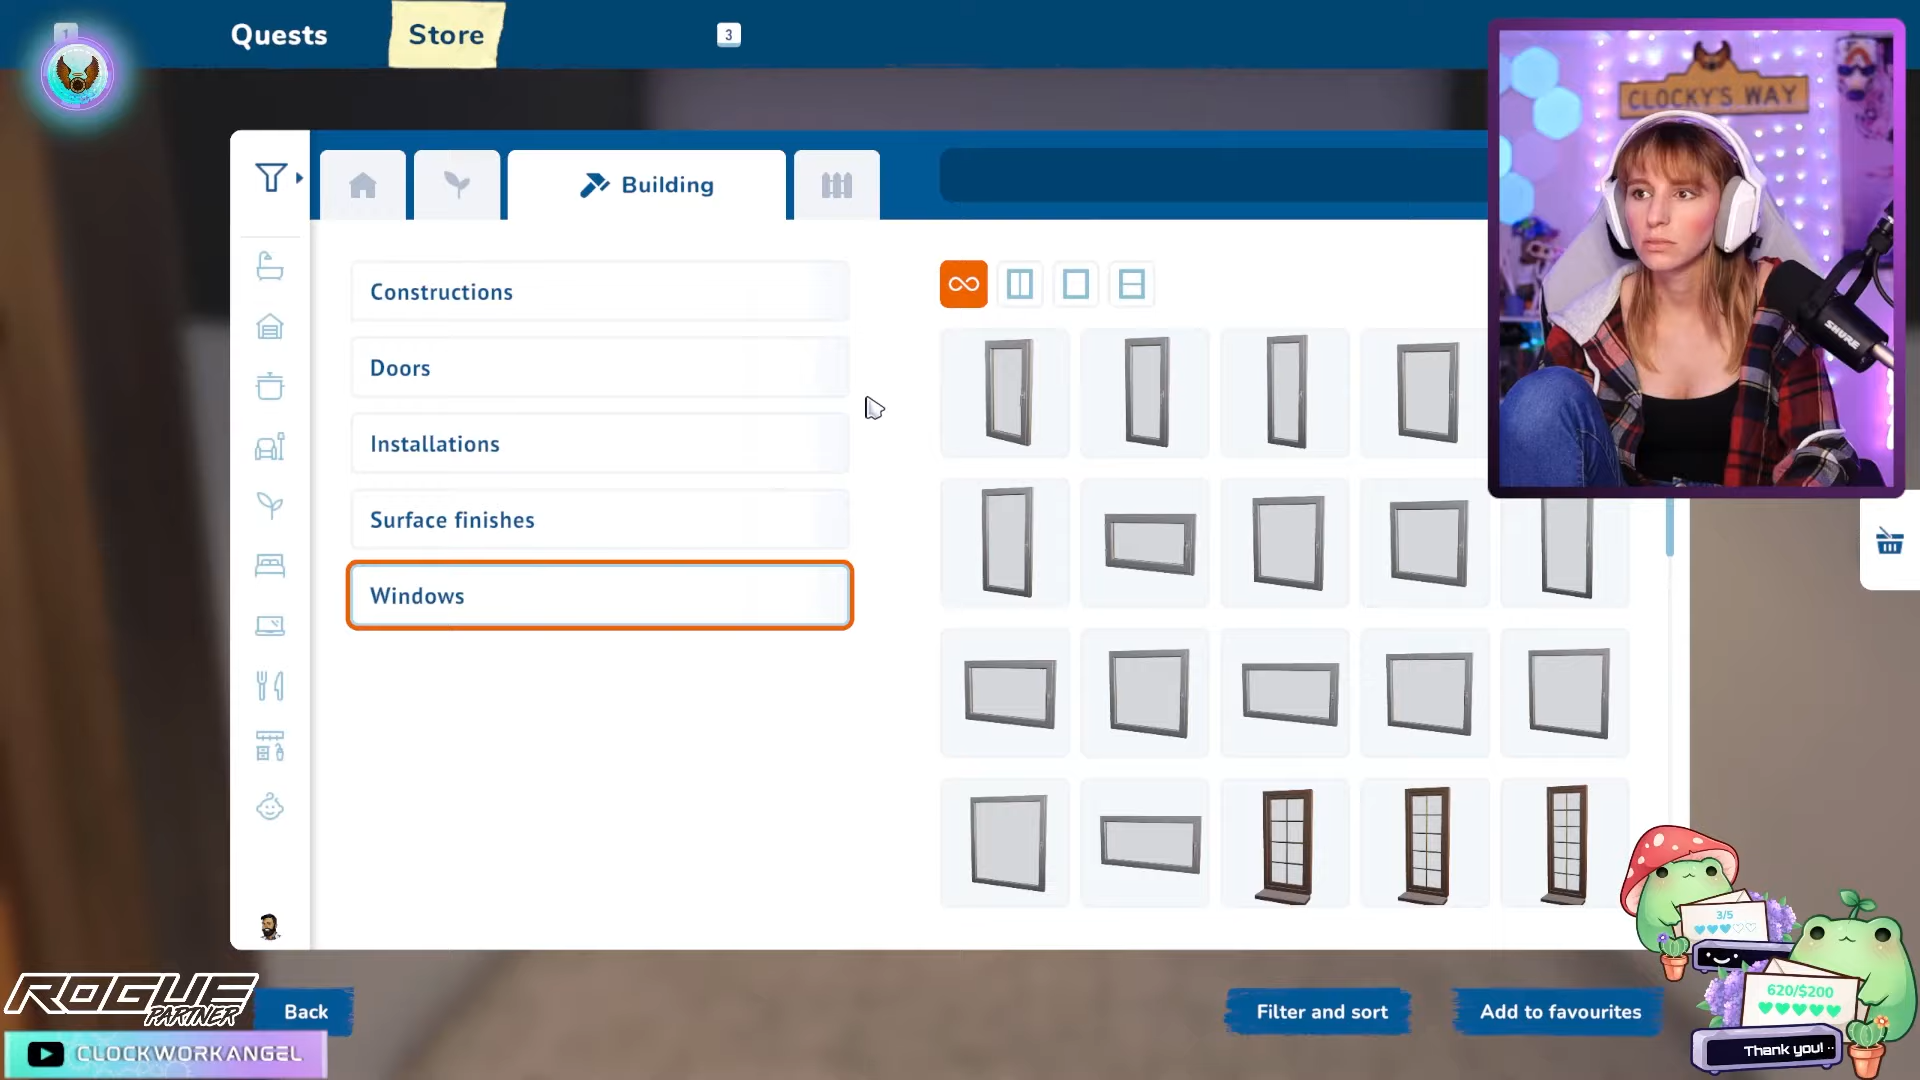 1
Quests
Store
3
CLOCKY'S WAY
Building
Constructions
Doors
Installations
Surface finishes
Windows
SHURE
3/5
620/$200
Thank you! ··
ROGUE
PARTNER
Back
Filter and sort
Add to favourites
CLOCKWORKANGEL